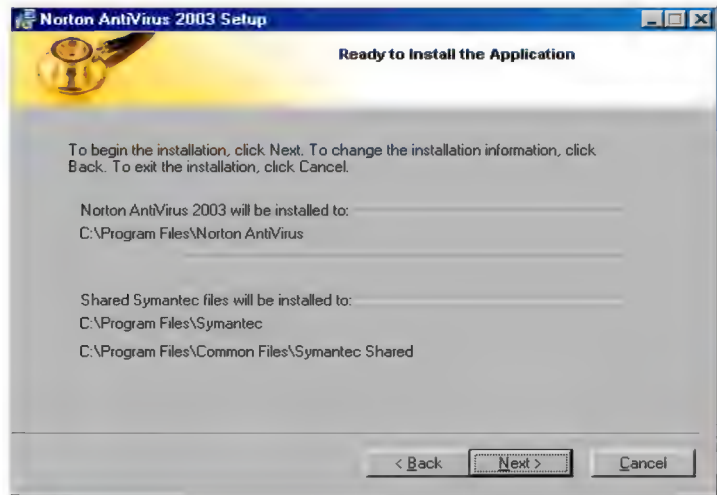 Norton AntiVirus 2003 Setup
Ready to Install the Application
To begin the installation, click Next. To change the installation information, click
Back. To exit the installation, click Cancel.
Norton AntiVirus 2003 will be installed to:
C:\Program Files\Norton AntiVirus
Shared Symantec files will be installed to:
C:\Program Files\Symantec
C:\Program Files\Common Files\Symantec Shared
< Back Next > Cancel